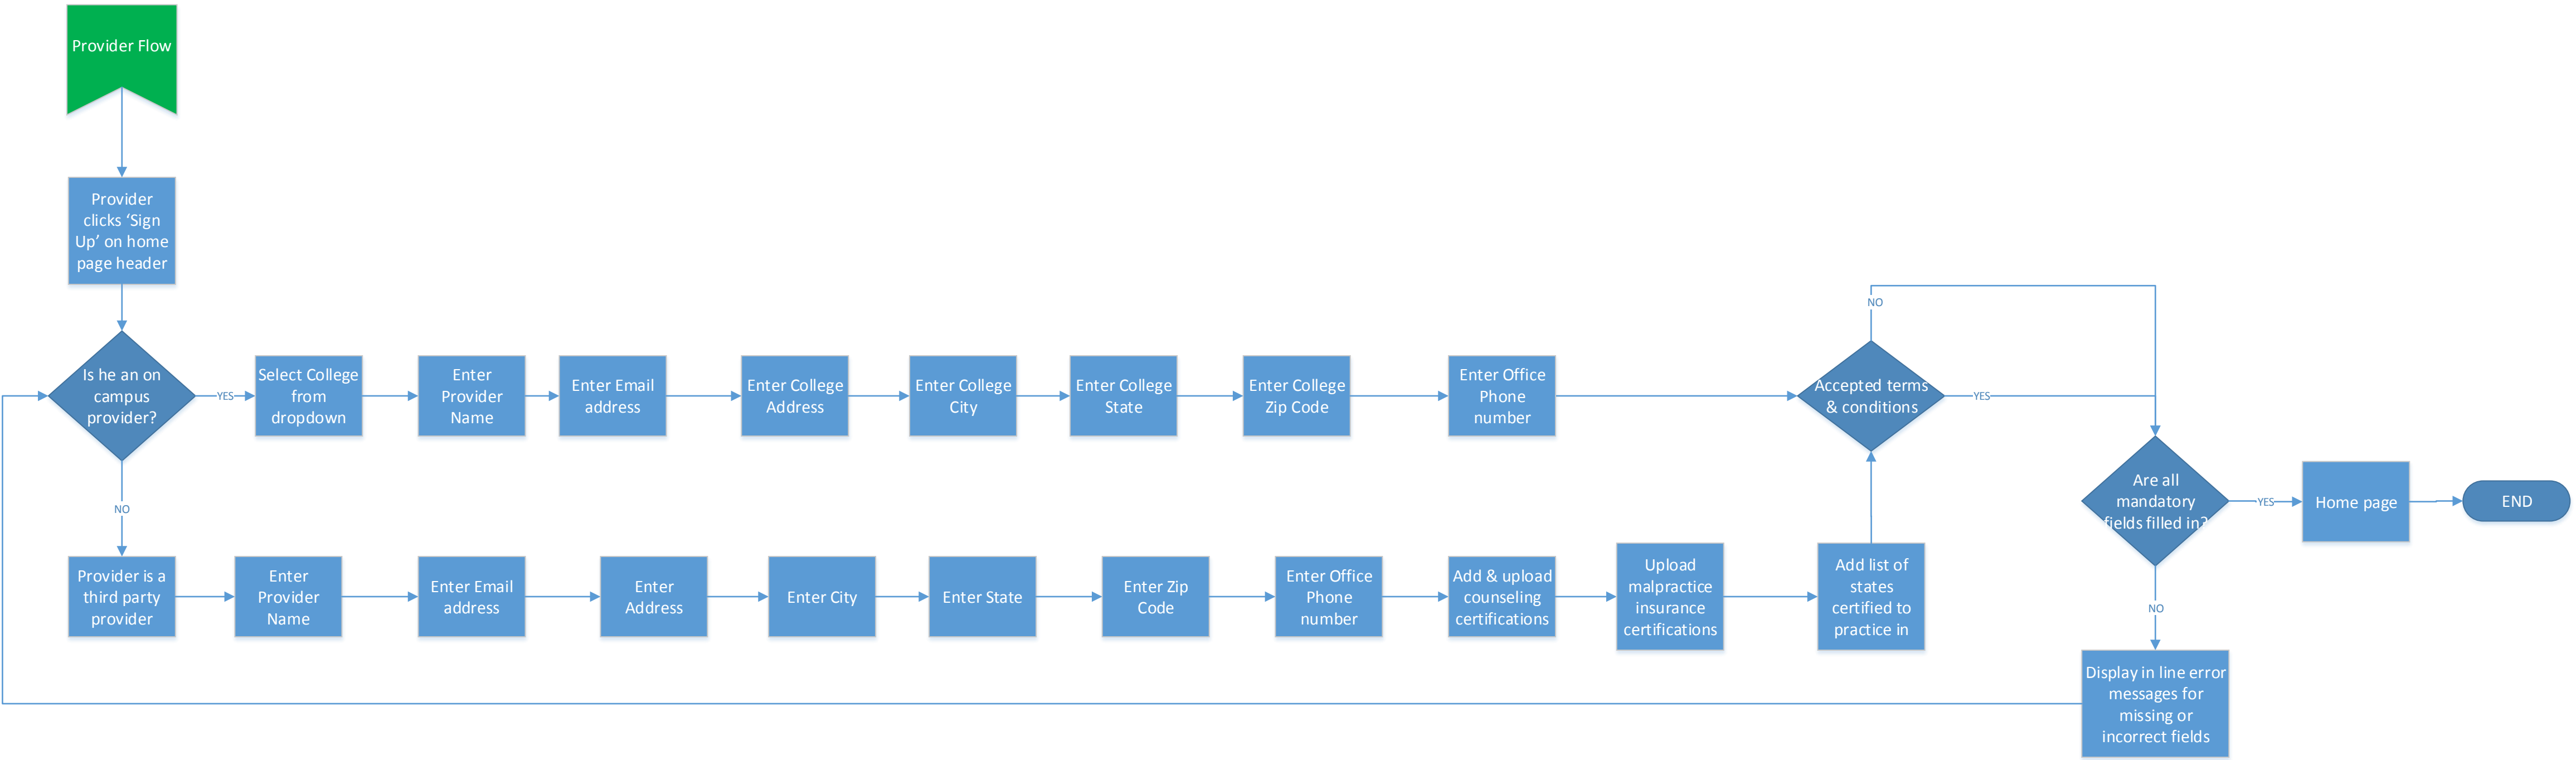 Provider Flow
Provider
clicks ‘Sign
Up’ on home
page header
Is he an on
campus
provider?
YES
Select College
from
dropdown
Enter
Provider
Name
Enter Email
address
Enter College
Address
Enter College
City
Enter College
State
Enter College
Zip Code
Enter Office
Phone
number
Accepted terms
& conditions
NO
YES
Are all
mandatory
fields filled in?
YES
Home page
END
NO
Provider is a
third party
provider
Enter
Provider
Name
Enter Email
address
Enter
Address
Enter City
Enter State
Enter Zip
Code
Enter Office
Phone
number
Add & upload
counseling
certifications
Upload
malpractice
insurance
certifications
Add list of
states
certified to
practice in
NO
Display in line error
messages for
missing or
incorrect fields